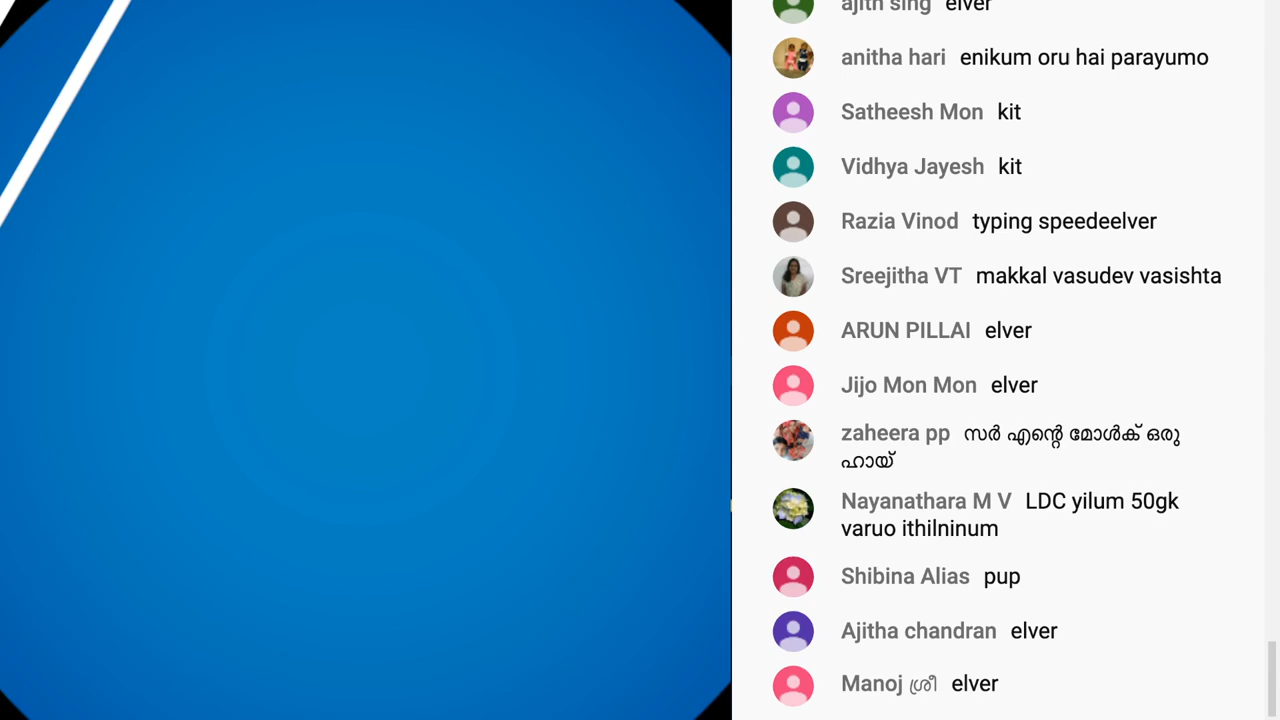 ajith sing elver
anitha hari enikum oru hai parayumo
Satheesh Mon kit
Vidhya Jayesh kit
Razia Vinod typing speedeelver
Sreejitha VT makkal vasudev vasishta
ARUN PILLAI elver
Jijo Mon Mon elver
zaheera pp സർ എന്റെ മോൾക് ഒരു
ഹായ്
Nayanathara M V LDC yilum 50gk
varuo ithilninum
Shibina Alias pup
Ajitha chandran elver
Manoj ശ്രീ elver